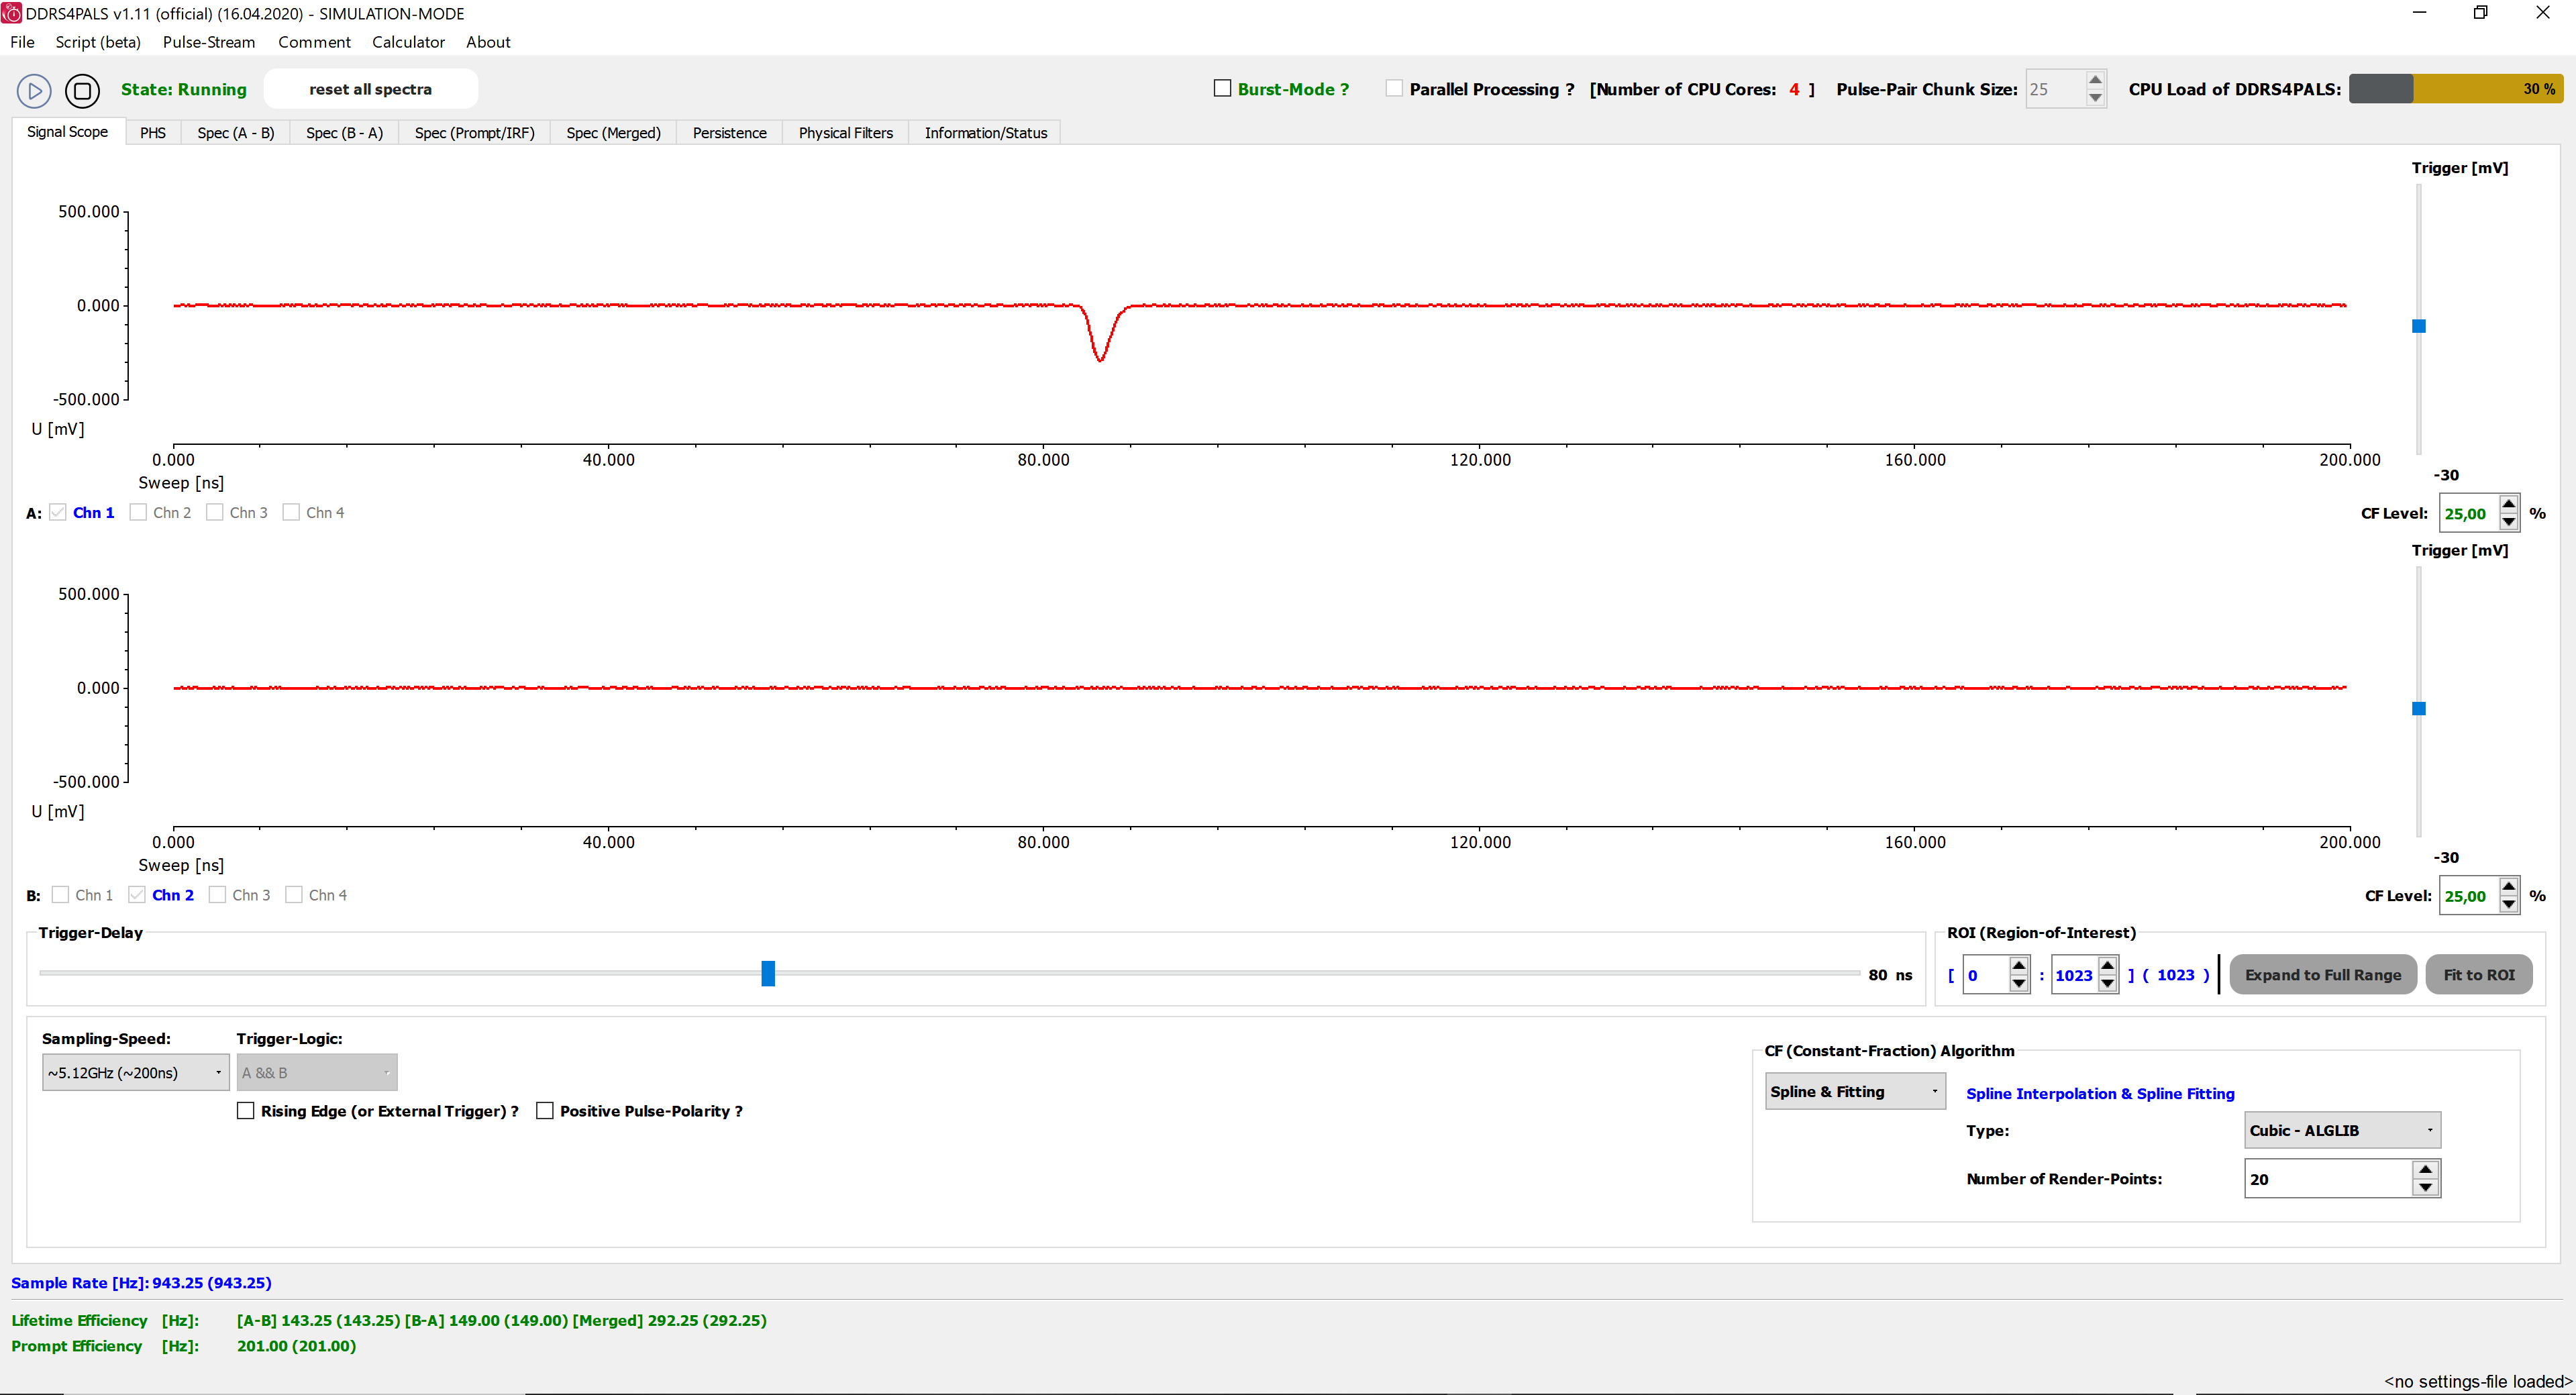 DDRS4PALS v1.11 (official) (16.04.2020) - SIMULATION-MODE
File Script (beta) Pulse-Stream Comment Calculator About
State: Running reset all spectra Burst-Mode ? Parallel Processing ? [Number of CPU Cores: 4 ] Pulse-Pair Chunk Size: 25 CPU Load of DDRS4PALS: 30 %
Signal Scope PHS Spec (A - B) Spec (B - A) Spec (Prompt/IRF) Spec (Merged) Persistence Physical Filters Information/Status
Trigger [mV]
500.000
0.000
-500.000
U [mV]
0.000 40.000 80.000 120.000 160.000 200.000
Sweep [ns]
-30
A: Chn 1 Chn 2 Chn 3 Chn 4 CF Level: 25,00 %
Trigger [mV]
500.000
0.000
-500.000
U [mV]
0.000 40.000 80.000 120.000 160.000 200.000
Sweep [ns]
-30
B: Chn 1 Chn 2 Chn 3 Chn 4 CF Level: 25,00 %
Trigger-Delay
80 ns
ROI (Region-of-Interest)
[ 0 : 1023 ] ( 1023 ) Expand to Full Range Fit to ROI
Sampling-Speed: Trigger-Logic:
~5.12GHz (~200ns) A && B
Rising Edge (or External Trigger) ? Positive Pulse-Polarity ?
CF (Constant-Fraction) Algorithm
Spline & Fitting Spline Interpolation & Spline Fitting
Type: Cubic - ALGLIB
Number of Render-Points: 20
Sample Rate [Hz]: 943.25 (943.25)
Lifetime Efficiency [Hz]: [A-B] 143.25 (143.25) [B-A] 149.00 (149.00) [Merged] 292.25 (292.25)
Prompt Efficiency [Hz]: 201.00 (201.00)
<no settings-file loaded>